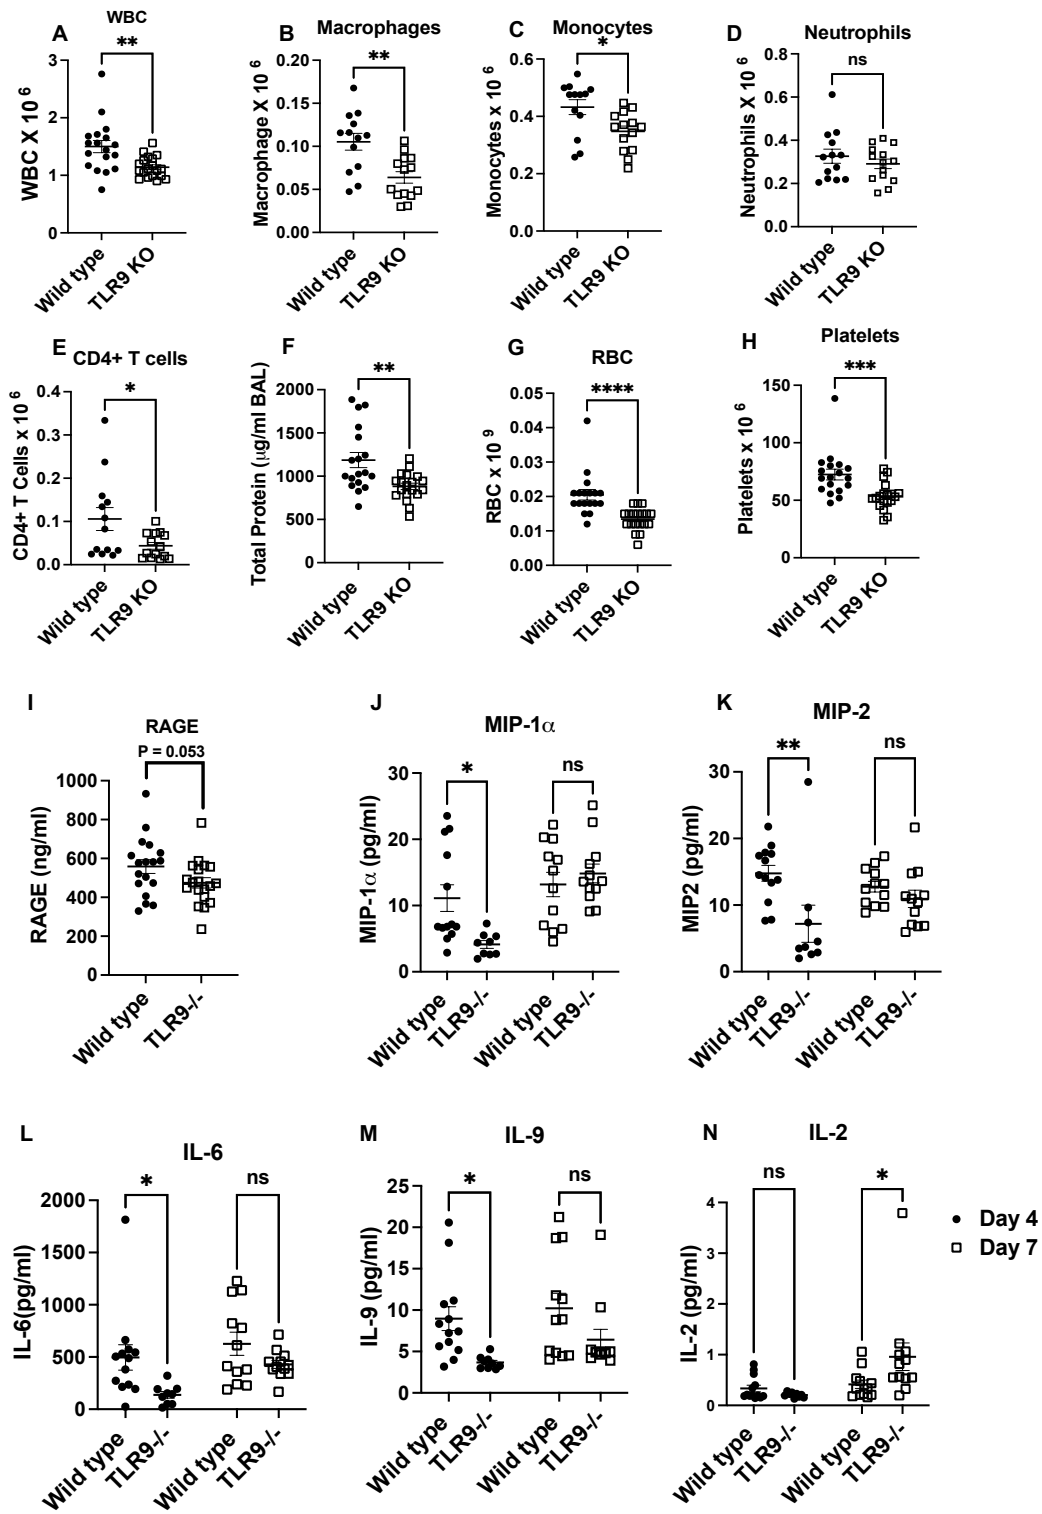 A
WBC
**
WBC X 10 6
3
2
1
0
Wild type
TLR9 KO
B
Macrophages
**
Macrophage X 10 6
0.20
0.15
0.10
0.05
0.00
Wild type
TLR9 KO
C
Monocytes
*
Monocytes x 10 6
0.6
0.4
0.2
0.0
Wild type
TLR9 KO
D
Neutrophils
ns
Neutrophils X 10 6
0.8
0.6
0.4
0.2
0.0
Wild type
TLR9 KO
E
CD4+ T cells
*
CD4+ T Cells x 10 6
0.4
0.3
0.2
0.1
0.0
Wild type
TLR9 KO
F
**
Total Protein (μg/ml BAL)
2000
1500
1000
500
0
Wild type
TLR9 KO
G
RBC
****
RBC x 10 9
0.05
0.04
0.03
0.02
0.01
0.00
Wild type
TLR9 KO
H
Platelets
***
Platelets x 10 6
150
100
50
0
Wild type
TLR9 KO
I
RAGE
P = 0.053
RAGE (ng/ml)
1000
800
600
400
200
0
Wild type
TLR9-/-
J
MIP-1α
*
ns
MIP-1α (pg/ml)
30
20
10
0
Wild type
TLR9-/-
Wild type
TLR9-/-
K
MIP-2
**
ns
MIP2 (pg/ml)
30
20
10
0
Wild type
TLR9-/-
Wild type
TLR9-/-
L
IL-6
*
ns
IL-6(pg/ml)
2000
1500
1000
500
0
Wild type
TLR9-/-
Wild type
TLR9-/-
M
IL-9
*
ns
IL-9 (pg/ml)
25
20
15
10
5
0
Wild type
TLR9-/-
Wild type
TLR9-/-
N
IL-2
ns
*
IL-2 (pg/ml)
4
3
2
1
0
Wild type
TLR9-/-
Wild type
TLR9-/-
Day 4
Day 7